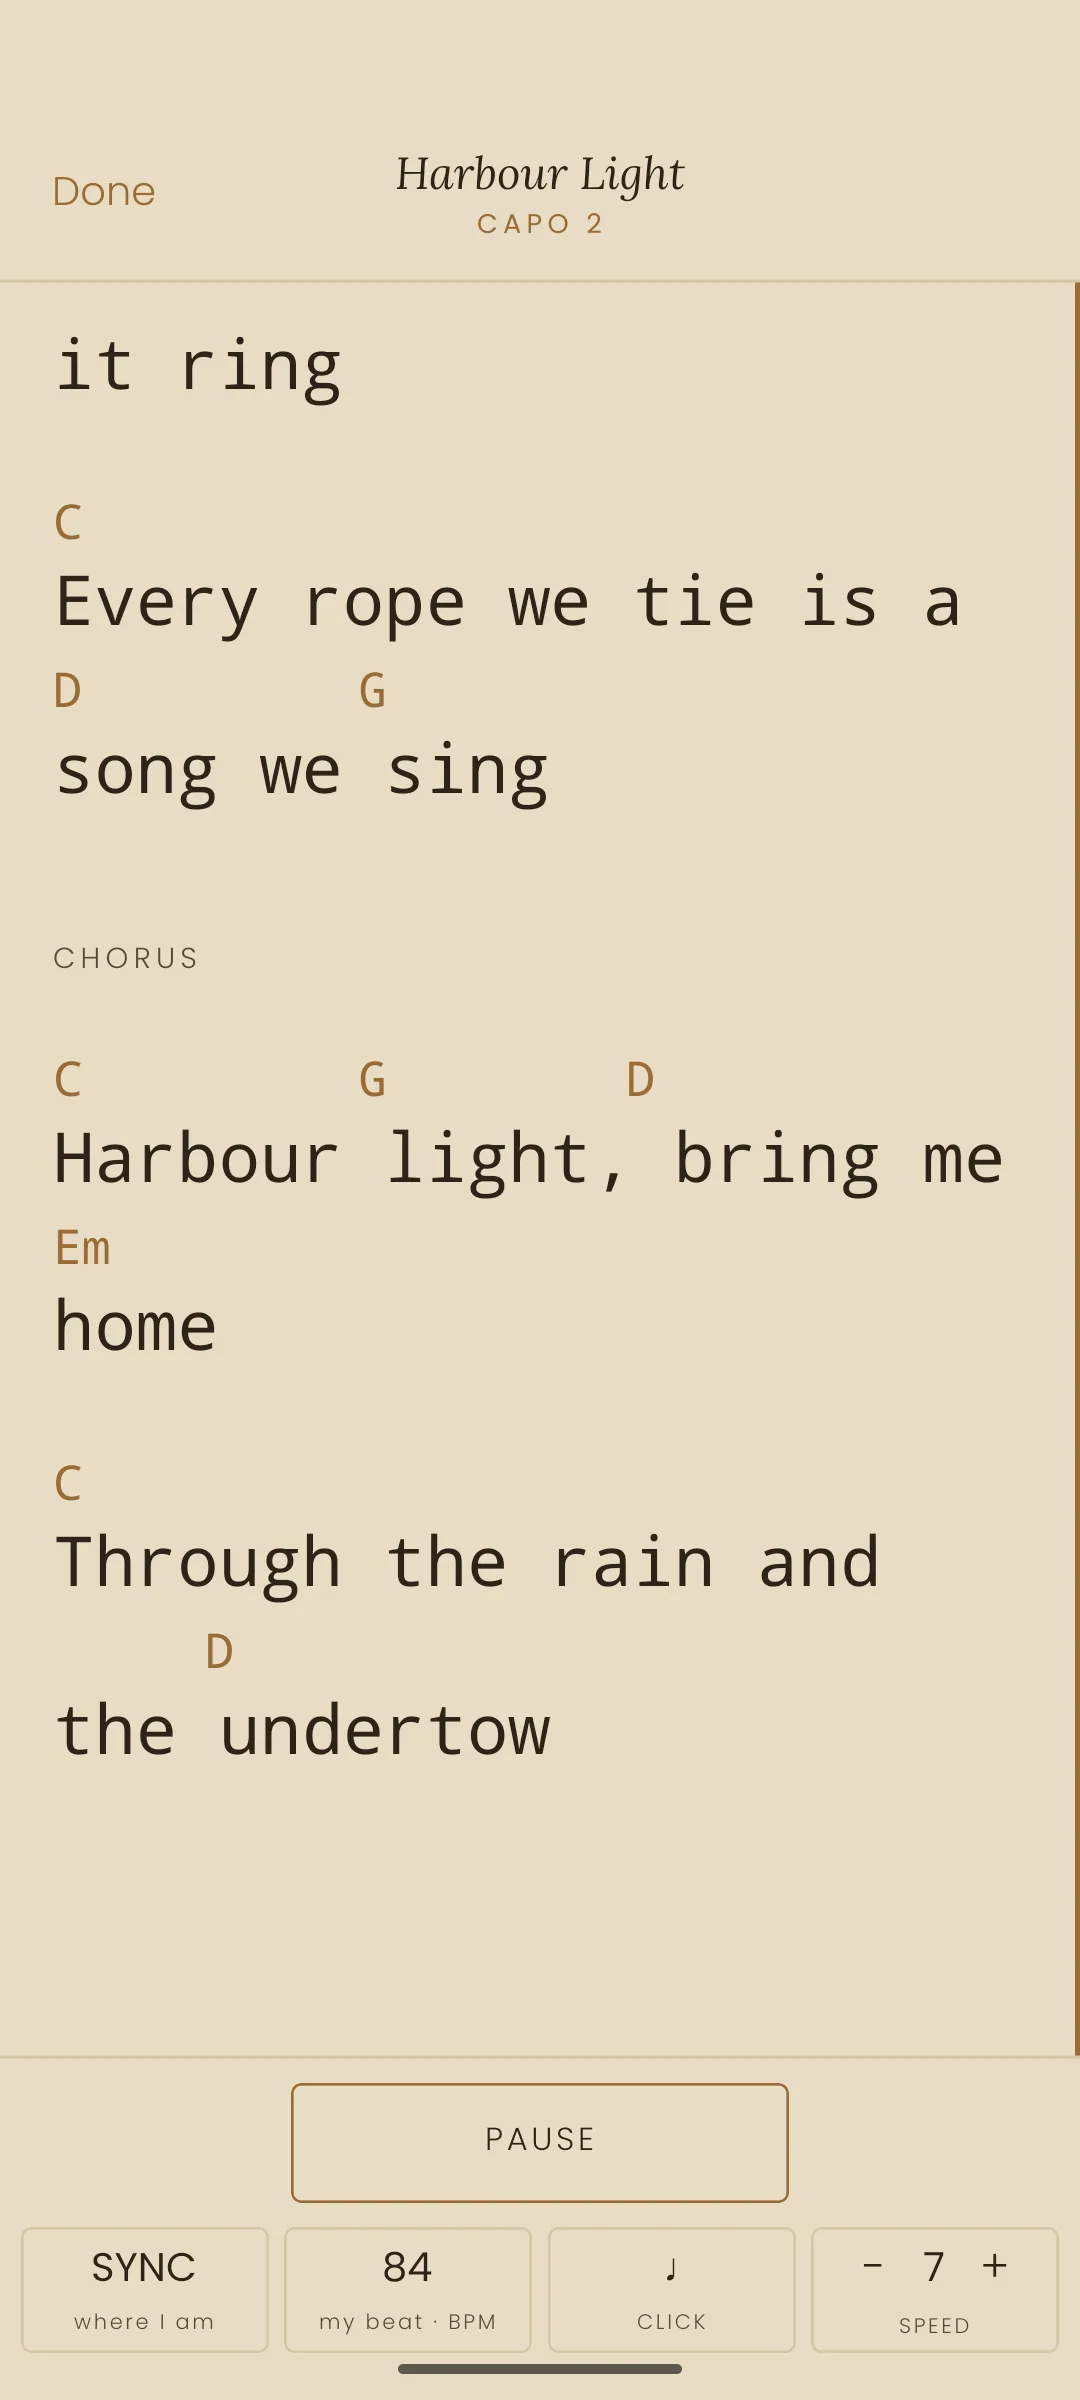 Done
Harbour Light
CAPO 2
it ring
C
Every rope we tie is a
D G
song we sing
CHORUS
C G D
Harbour light, bring me
Em
home
C
Through the rain and
D
the undertow
PAUSE
SYNC 84 ♩ − 7 +
where I am my beat · BPM CLICK SPEED